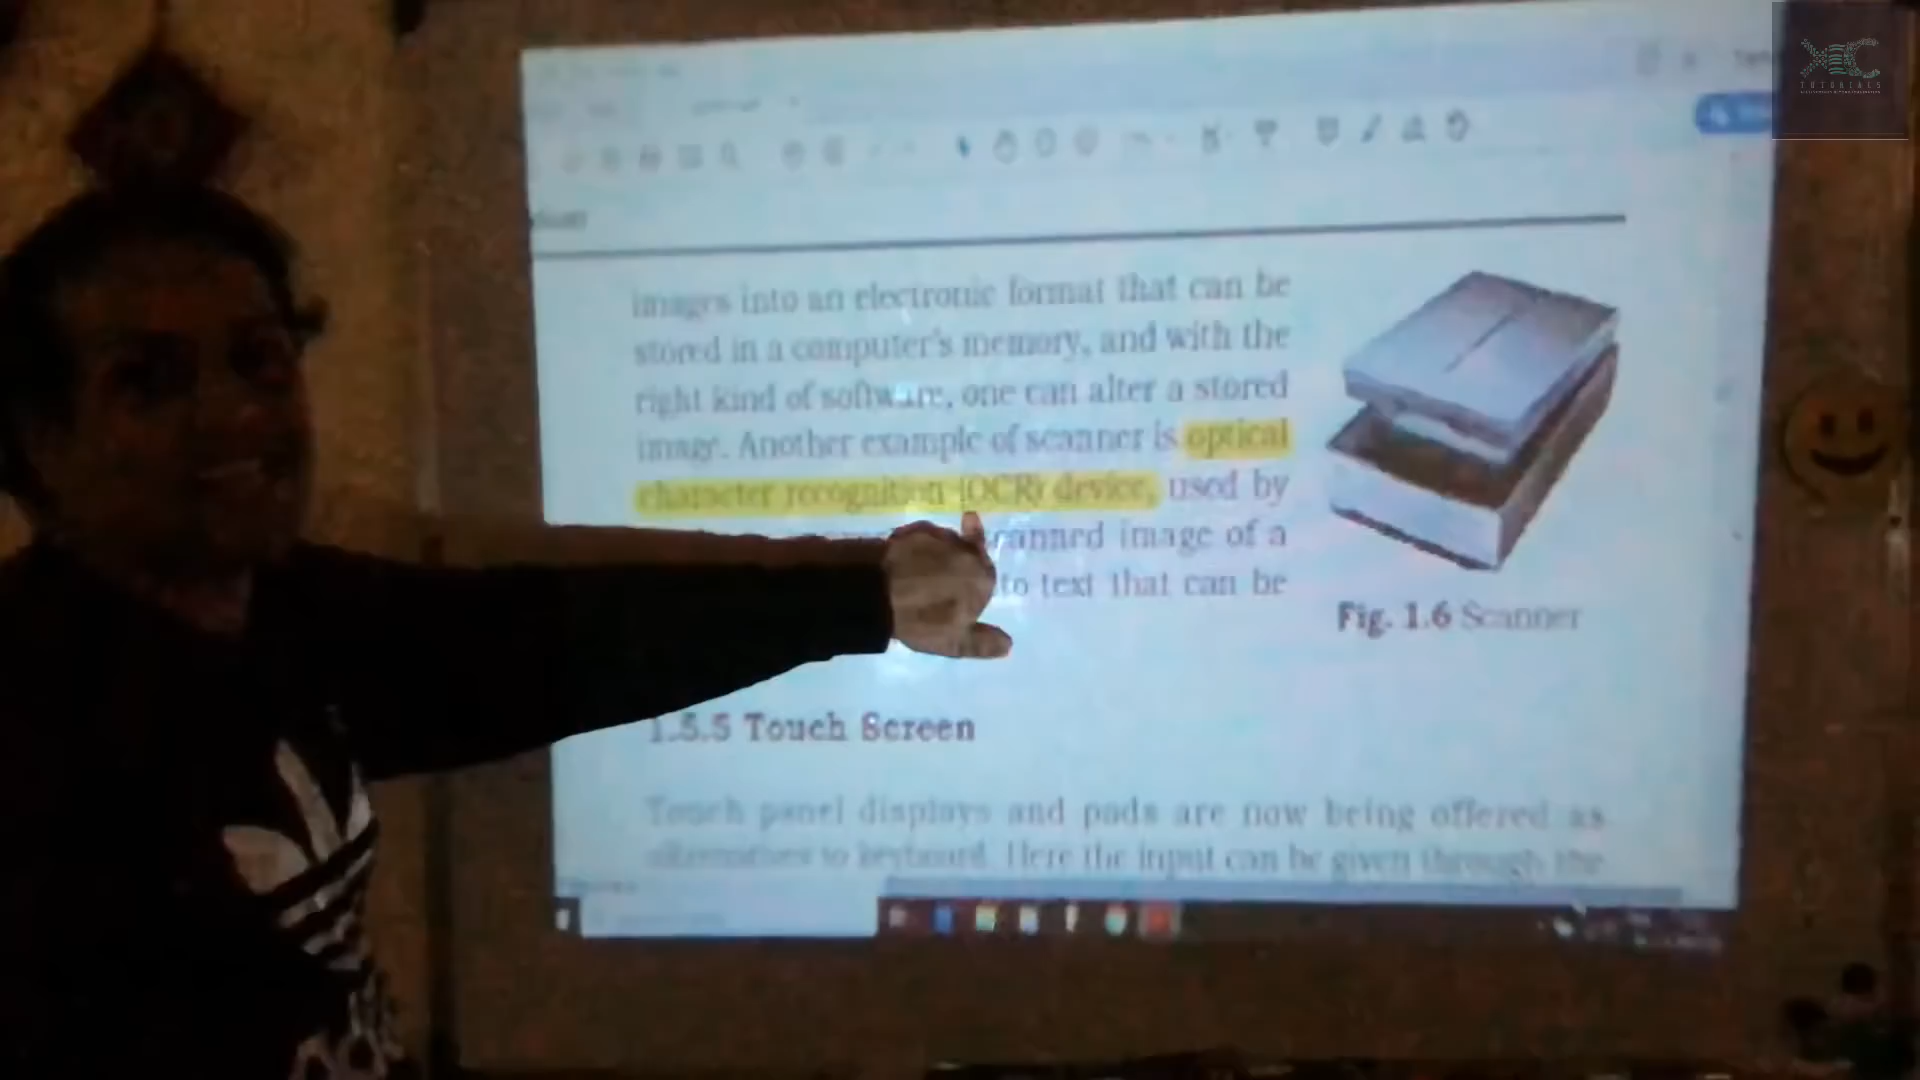 images into an electronic format that can be
stored in a computer's memory, and with the
right kind of software, one can alter a stored
image. Another example of scanner is optical
character recognition (OCR) device, used by
scanned image of a
to text that can be
Fig. 1.6 Scanner
1.5.5 Touch Screen
Touch panel displays and pads are now being offered as
alternatives to keyboard. Here the input can be given through the
XEC
TUTORIALS